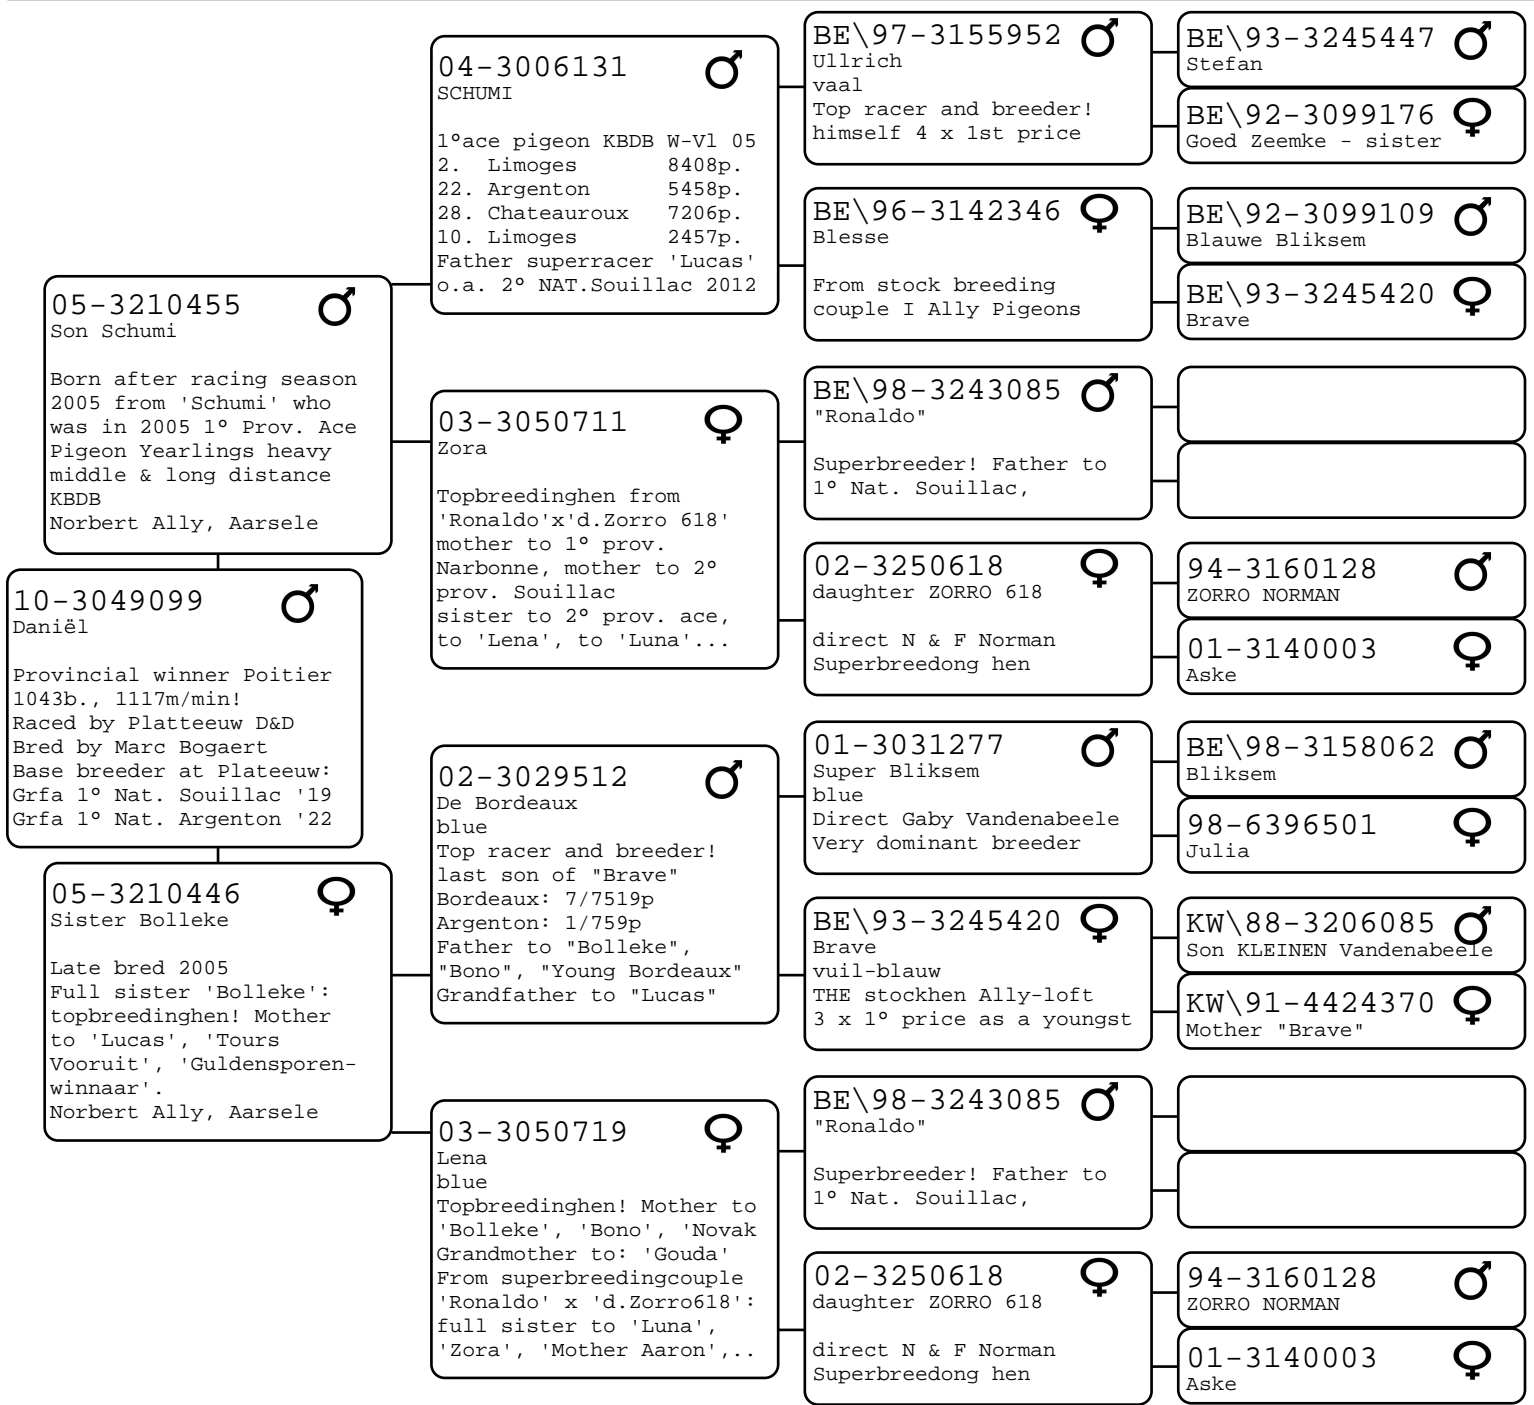 10-3049099
Daniël
Provincial winner Poitier
1043b., 1117m/min!
Raced by Platteeuw D&D
Bred by Marc Bogaert
Base breeder at Plateeuw:
Grfa 1º Nat. Souillac '19
Grfa 1º Nat. Argenton '22
05-3210455
Son Schumi
Born after racing season
2005 from 'Schumi' who
was in 2005 1º Prov. Ace
Pigeon Yearlings heavy
middle & long distance
KBDB
Norbert Ally, Aarsele
05-3210446
Sister Bolleke
Late bred 2005
Full sister 'Bolleke':
topbreedinghen! Mother
to 'Lucas', 'Tours
Vooruit', 'Guldensporen-
winnaar'.
Norbert Ally, Aarsele
04-3006131
SCHUMI
1ºace pigeon KBDB W-Vl 05
2. Limoges 8408p.
22. Argenton 5458p.
28. Chateauroux 7206p.
10. Limoges 2457p.
Father superracer 'Lucas'
o.a. 2º NAT.Souillac 2012
03-3050711
Zora
Topbreedinghen from
'Ronaldo'x'd.Zorro 618'
mother to 1º prov.
Narbonne, mother to 2º
prov. Souillac
sister to 2º prov. ace,
to 'Lena', to 'Luna'...
02-3029512
De Bordeaux
blue
Top racer and breeder!
last son of "Brave"
Bordeaux: 7/7519p
Argenton: 1/759p
Father to "Bolleke",
"Bono", "Young Bordeaux"
Grandfather to "Lucas"
03-3050719
Lena
blue
Topbreedinghen! Mother to
'Bolleke', 'Bono', 'Novak
Grandmother to: 'Gouda'
From superbreedingcouple
'Ronaldo' x 'd.Zorro618':
full sister to 'Luna',
'Zora', 'Mother Aaron',..
BE\97-3155952
Ullrich
vaal
Top racer and breeder!
himself 4 x 1st price
BE\96-3142346
Blesse
From stock breeding
couple I Ally Pigeons
BE\98-3243085
"Ronaldo"
Superbreeder! Father to
1º Nat. Souillac,
02-3250618
daughter ZORRO 618
direct N & F Norman
Superbreedong hen
01-3031277
Super Bliksem
blue
Direct Gaby Vandenabeele
Very dominant breeder
BE\93-3245420
Brave
vuil-blauw
THE stockhen Ally-loft
3 x 1º price as a youngst
BE\98-3243085
"Ronaldo"
Superbreeder! Father to
1º Nat. Souillac,
02-3250618
daughter ZORRO 618
direct N & F Norman
Superbreedong hen
BE\93-3245447
Stefan
BE\92-3099176
Goed Zeemke - sister
BE\92-3099109
Blauwe Bliksem
BE\93-3245420
Brave
94-3160128
ZORRO NORMAN
01-3140003
Aske
BE\98-3158062
Bliksem
98-6396501
Julia
KW\88-3206085
Son KLEINEN Vandenabeele
KW\91-4424370
Mother "Brave"
94-3160128
ZORRO NORMAN
01-3140003
Aske